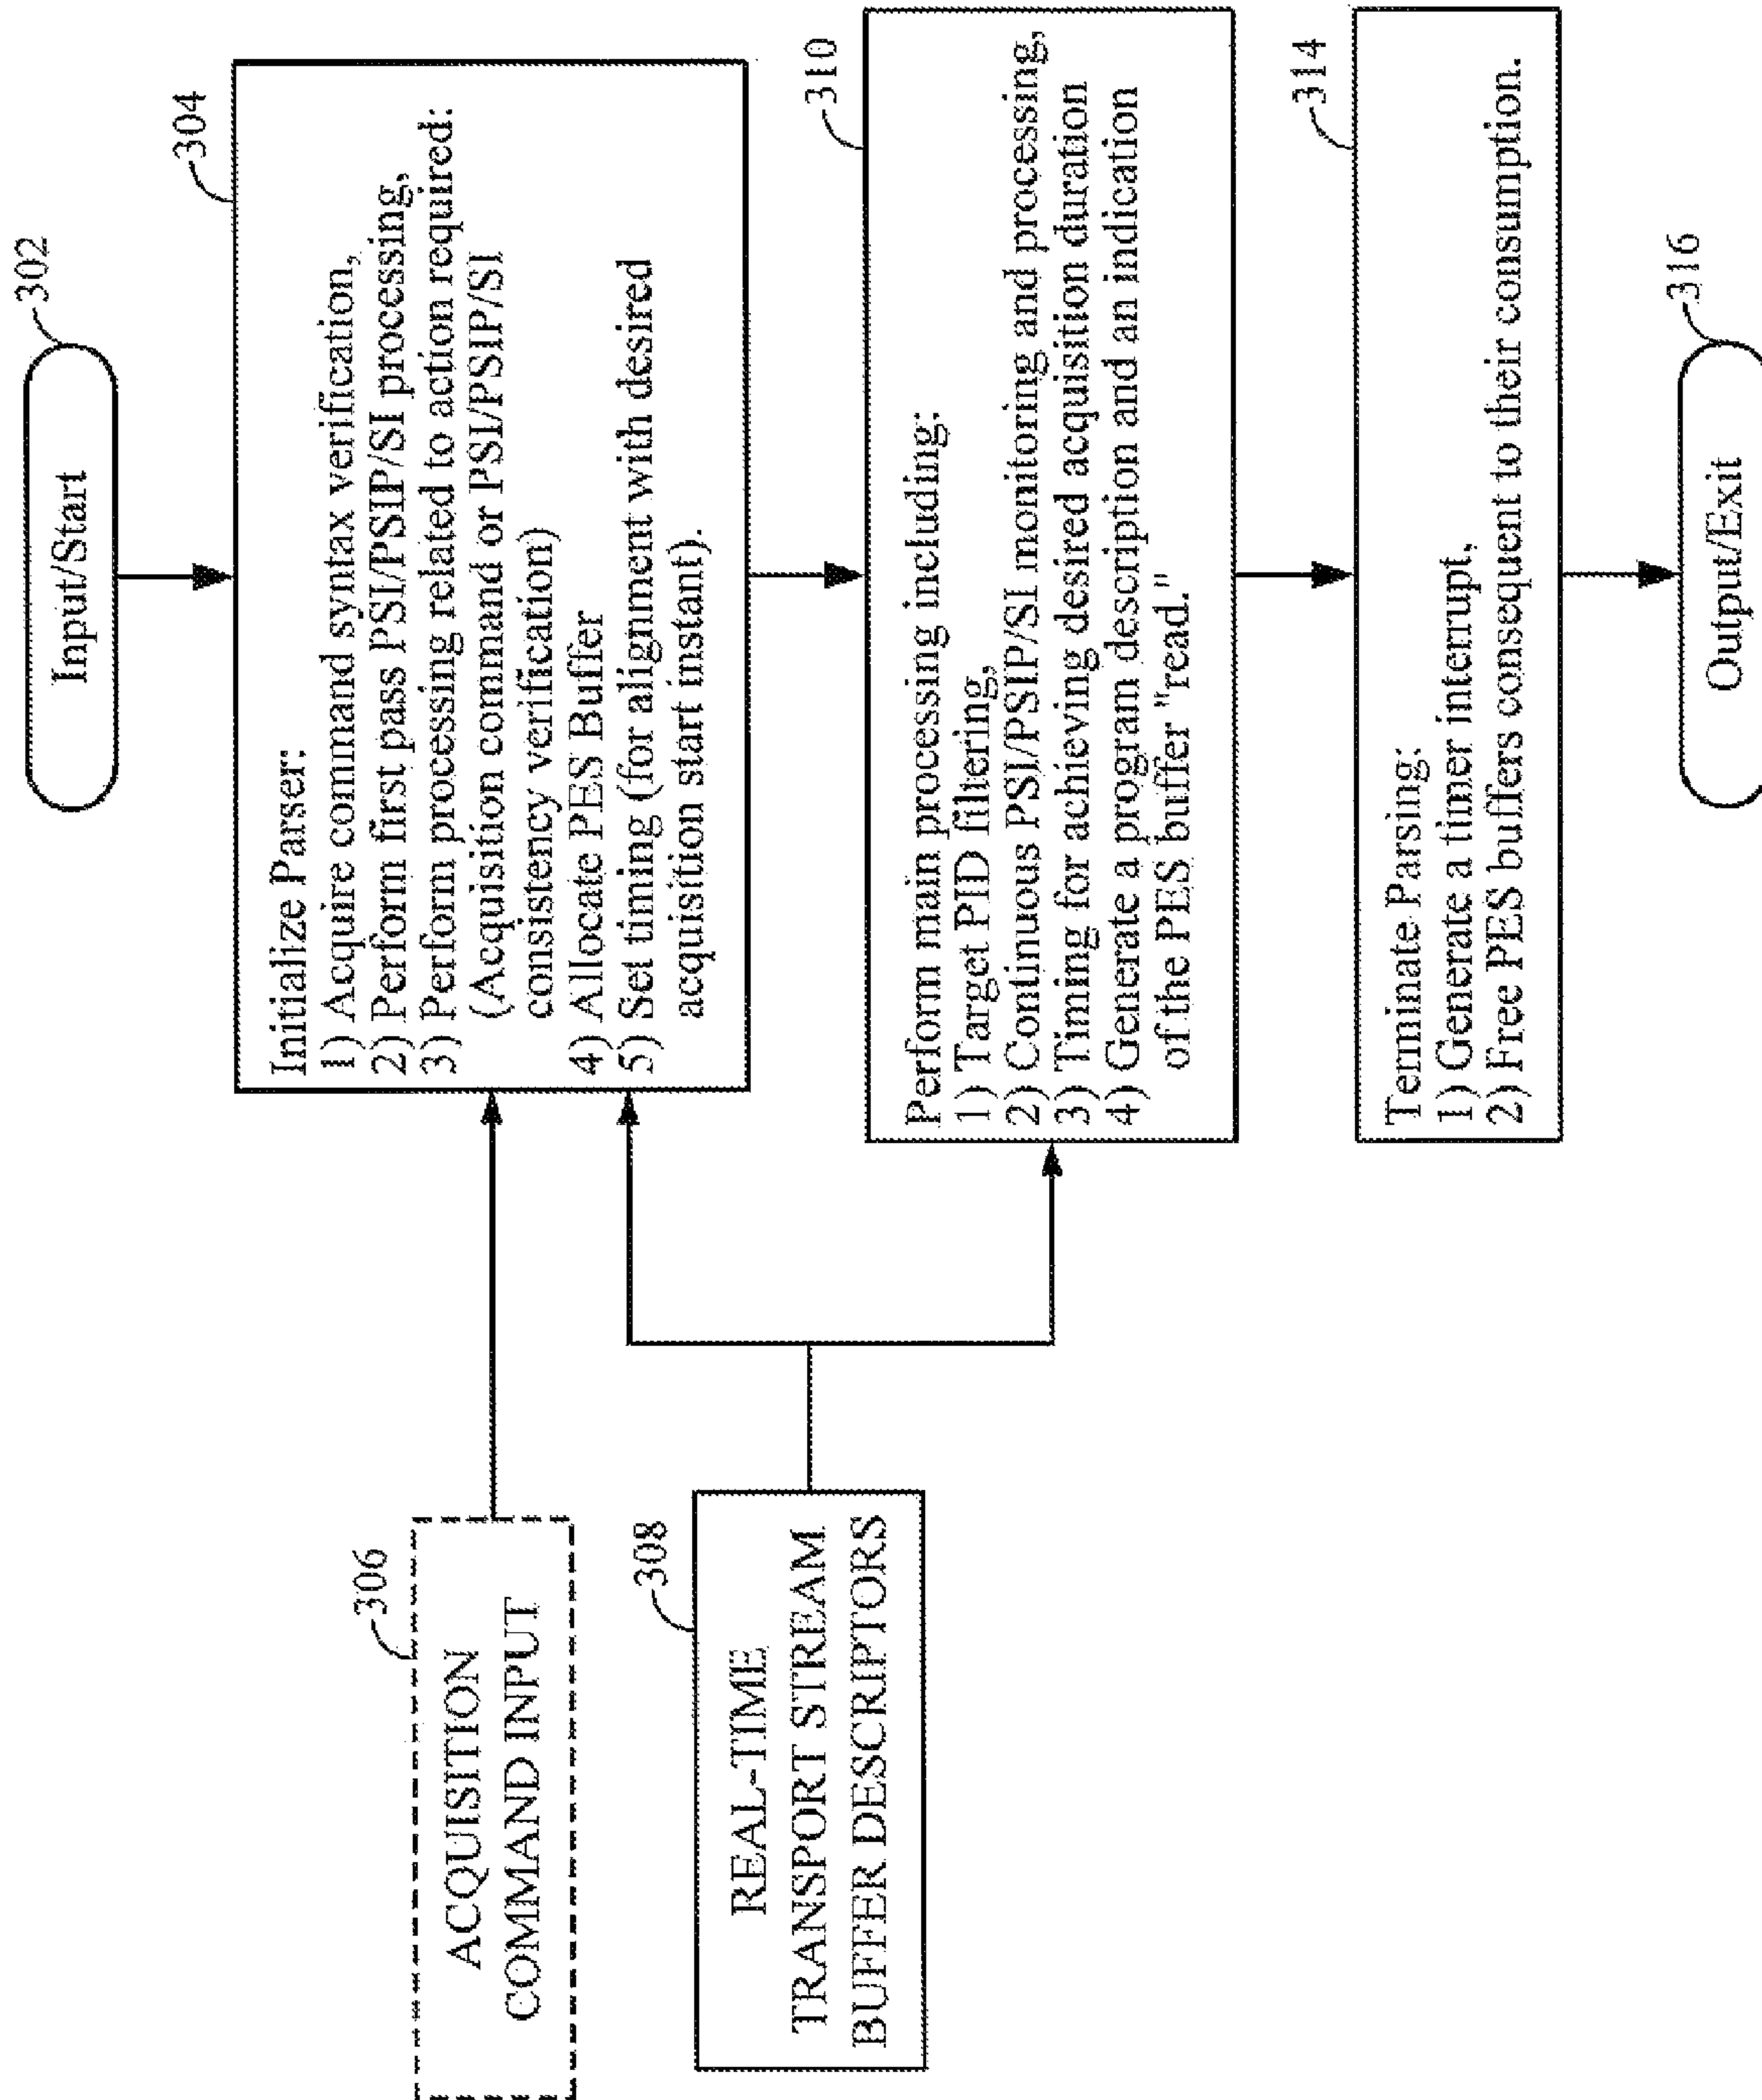 302
Input/Start
304
Initialize Parser:
1) Acquire command syntax verification,
2) Perform first pass PSI/PSIP/SI processing,
3) Perform processing related to action required:
(Acquisition command or PSI/PSIP/SI
consistency verification)
4) Allocate PES Buffer
5) Set timing (for alignment with desired
acquisition start instant).
306
ACQUISITION
COMMAND INPUT
308
REAL-TIME
TRANSPORT STREAM
BUFFER DESCRIPTORS
310
Perform main processing including:
1) Target PID filtering,
2) Continuous PSI/PSIP/SI monitoring and processing,
3) Timing for achieving desired acquisition duration
4) Generate a program description and an indication
of the PES buffer "read."
314
Terminate Parsing:
1) Generate a timer interrupt,
2) Free PES buffers consequent to their consumption.
316
Output/Exit